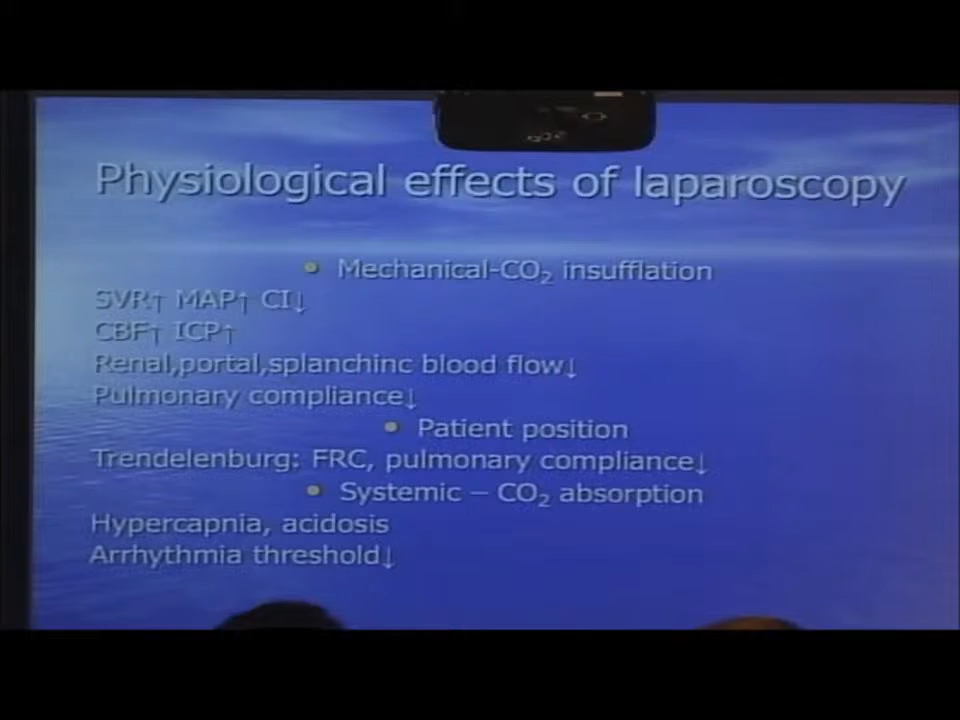 Physiological effects of laparoscopy
• Mechanical-CO₂ insufflation
SVR↑ MAP↑ CI↓
CBF↑ ICP↑
Renal,portal,splanchinc blood flow↓
Pulmonary compliance↓
• Patient position
Trendelenburg: FRC, pulmonary compliance↓
• Systemic – CO₂ absorption
Hypercapnia, acidosis
Arrhythmia threshold↓